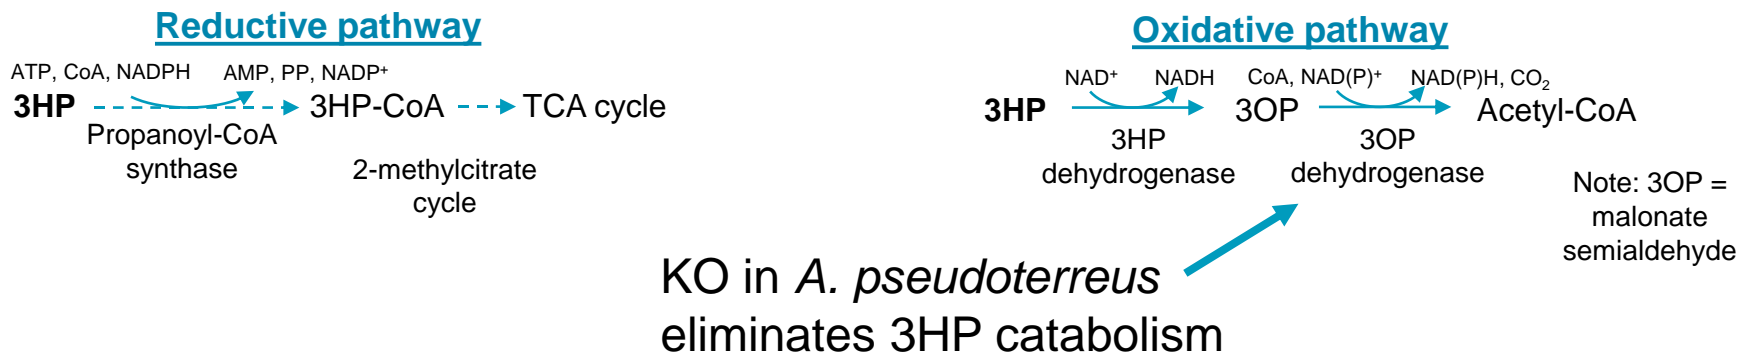 Reductive pathway
ATP, CoA, NADPH AMP, PP, NADP⁺
3HP 3HP-CoA TCA cycle
Propanoyl-CoA
synthase
2-methylcitrate
cycle
Oxidative pathway
NAD⁺ NADH CoA, NAD(P)⁺ NAD(P)H, CO₂
3HP 3OP Acetyl-CoA
3HP
dehydrogenase
3OP
dehydrogenase
Note: 3OP =
malonate
semialdehyde
KO in A. pseudoterreus
eliminates 3HP catabolism